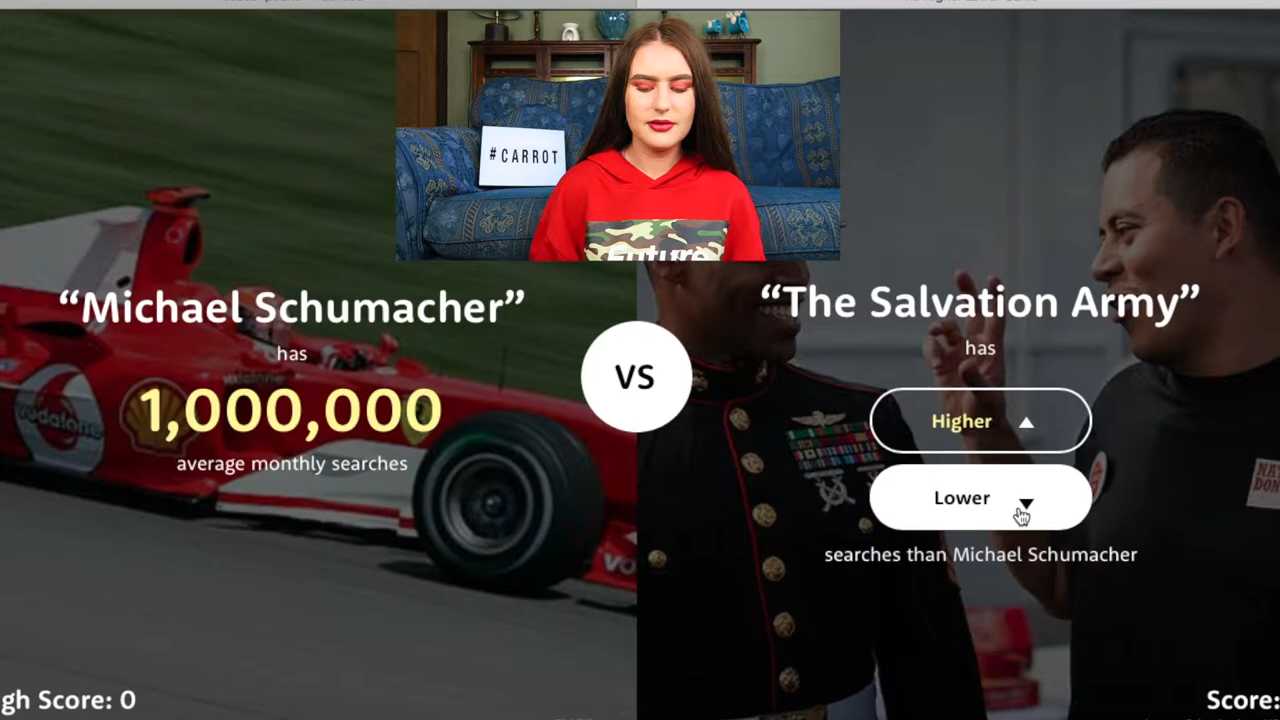 #CARROT
Future
“Michael Schumacher”
has
1,000,000
average monthly searches
VS
“The Salvation Army”
has
Higher
Lower
searches than Michael Schumacher
vodafone
gh Score: 0
Score: